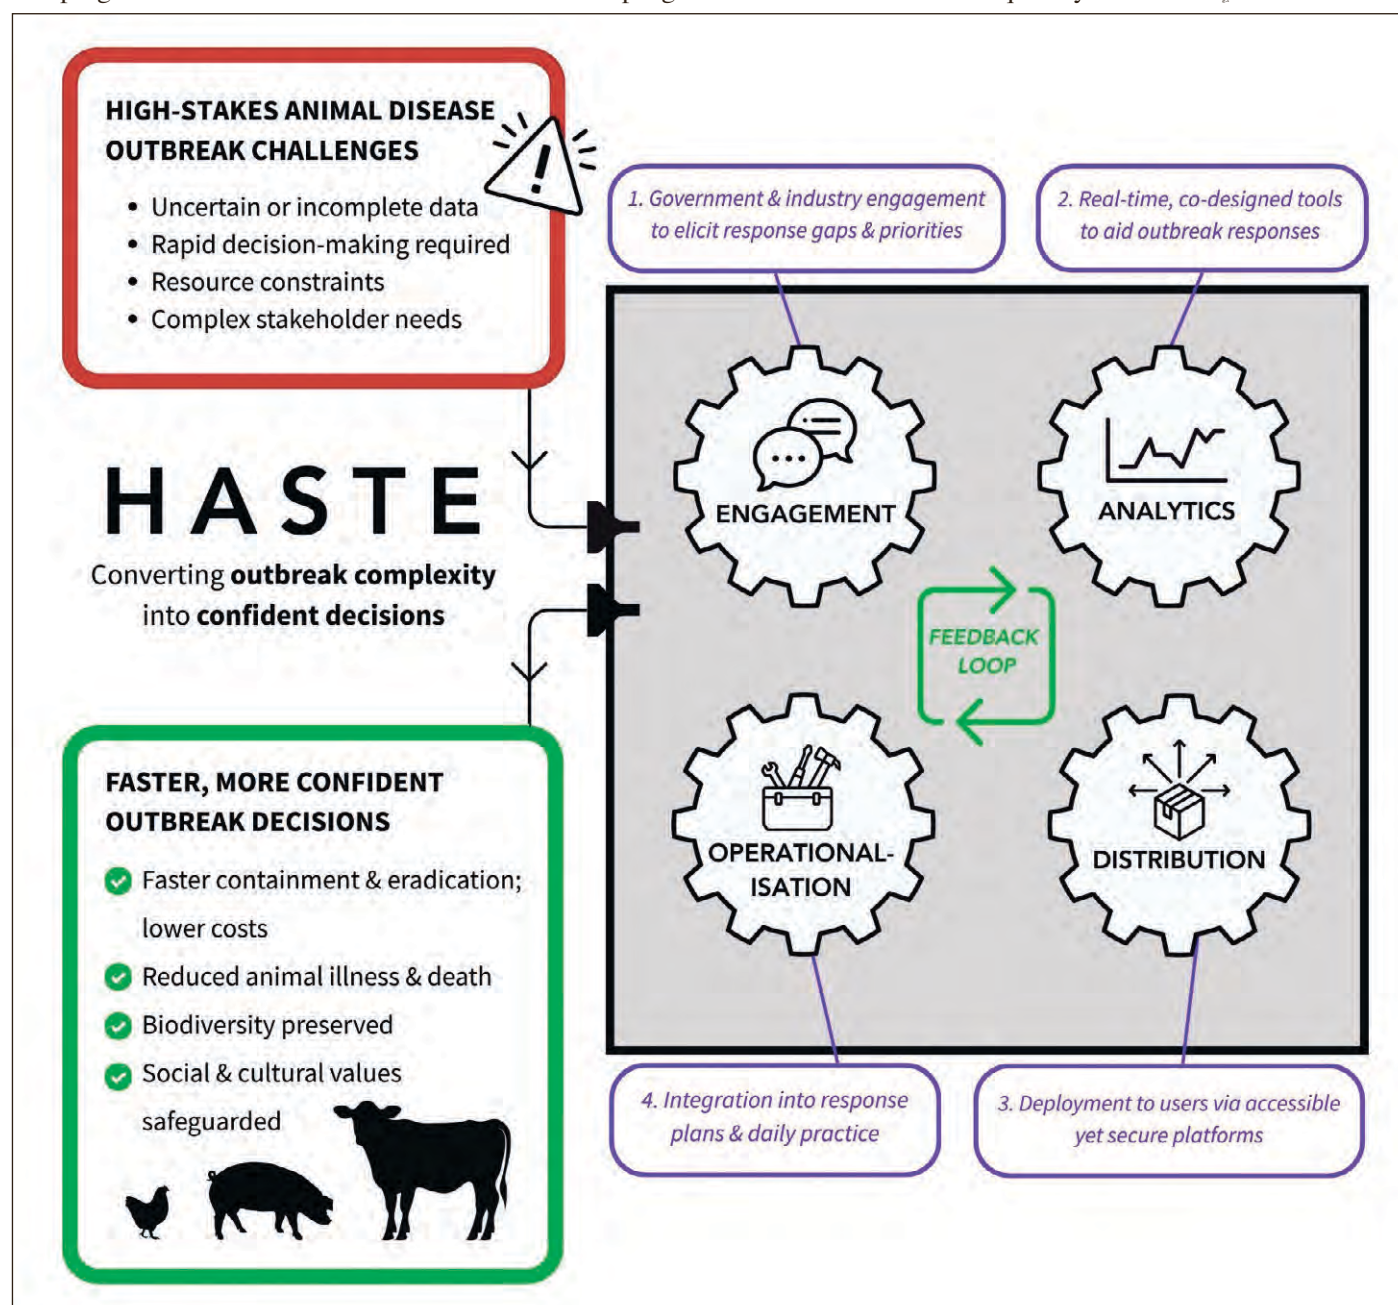 HIGH-STAKES ANIMAL DISEASE
OUTBREAK CHALLENGES
• Uncertain or incomplete data
• Rapid decision-making required
• Resource constraints
• Complex stakeholder needs
1. Government & industry engagement
to elicit response gaps & priorities
2. Real-time, co-designed tools
to aid outbreak responses
HASTE
Converting outbreak complexity
into confident decisions
ENGAGEMENT
ANALYTICS
FEEDBACK
LOOP
OPERATIONAL-
ISATION
DISTRIBUTION
FASTER, MORE CONFIDENT
OUTBREAK DECISIONS
Faster containment & eradication;
lower costs
Reduced animal illness & death
Biodiversity preserved
Social & cultural values
safeguarded
4. Integration into response
plans & daily practice
3. Deployment to users via accessible
yet secure platforms